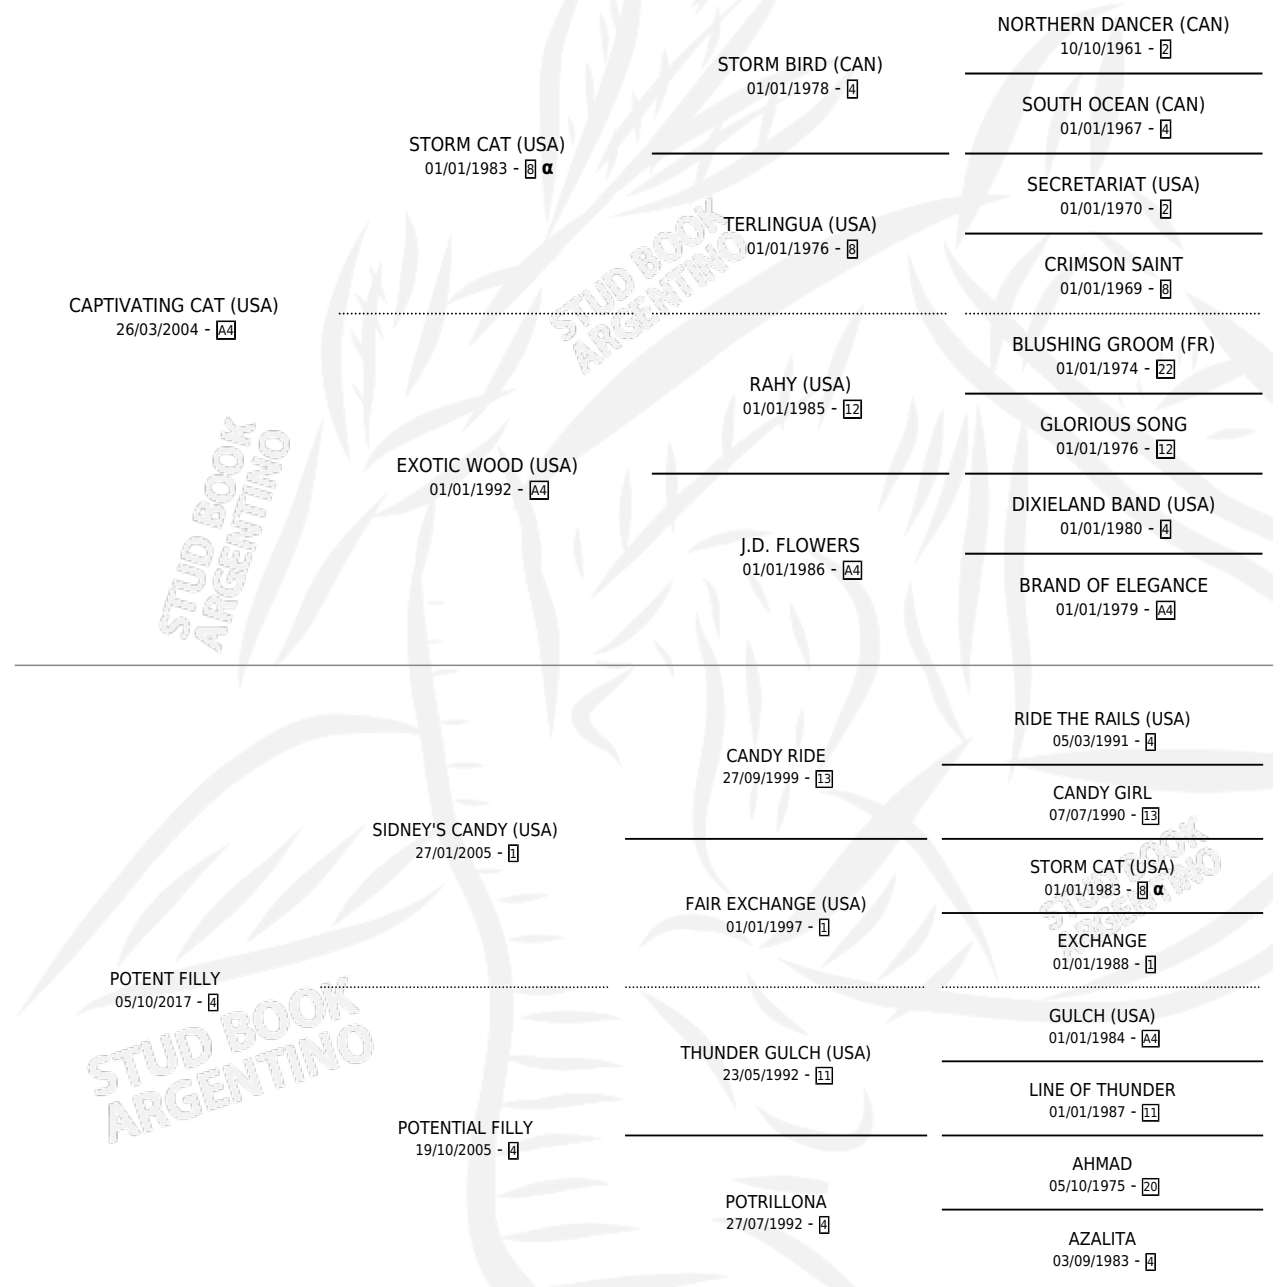 NORTHERN DANCER (CAN)
10/10/1961 - 2
STORM BIRD (CAN)
01/01/1978 - 4
SOUTH OCEAN (CAN)
01/01/1967 - 4
STORM CAT (USA)
01/01/1983 - 8 α
SECRETARIAT (USA)
01/01/1970 - 2
TERLINGUA (USA)
01/01/1976 - 8
CRIMSON SAINT
01/01/1969 - 8
CAPTIVATING CAT (USA)
26/03/2004 - A4
BLUSHING GROOM (FR)
01/01/1974 - 22
RAHY (USA)
01/01/1985 - 12
GLORIOUS SONG
01/01/1976 - 12
EXOTIC WOOD (USA)
01/01/1992 - A4
DIXIELAND BAND (USA)
01/01/1980 - 4
J.D. FLOWERS
01/01/1986 - A4
BRAND OF ELEGANCE
01/01/1979 - A4
STUD BOOK
ARGENTINO
STUD BOOK
ARGENTINO
RIDE THE RAILS (USA)
05/03/1991 - 4
CANDY RIDE
27/09/1999 - 13
CANDY GIRL
07/07/1990 - 13
SIDNEY'S CANDY (USA)
27/01/2005 - 1
STORM CAT (USA)
01/01/1983 - 8 α
FAIR EXCHANGE (USA)
01/01/1997 - 1
EXCHANGE
01/01/1988 - 1
POTENT FILLY
05/10/2017 - 4
GULCH (USA)
01/01/1984 - A4
THUNDER GULCH (USA)
23/05/1992 - 11
LINE OF THUNDER
01/01/1987 - 11
POTENTIAL FILLY
19/10/2005 - 4
AHMAD
05/10/1975 - 20
POTRILLONA
27/07/1992 - 4
AZALITA
03/09/1983 - 4
STUD BOOK
ARGENTINO
STUD BOOK
ARGENTINO